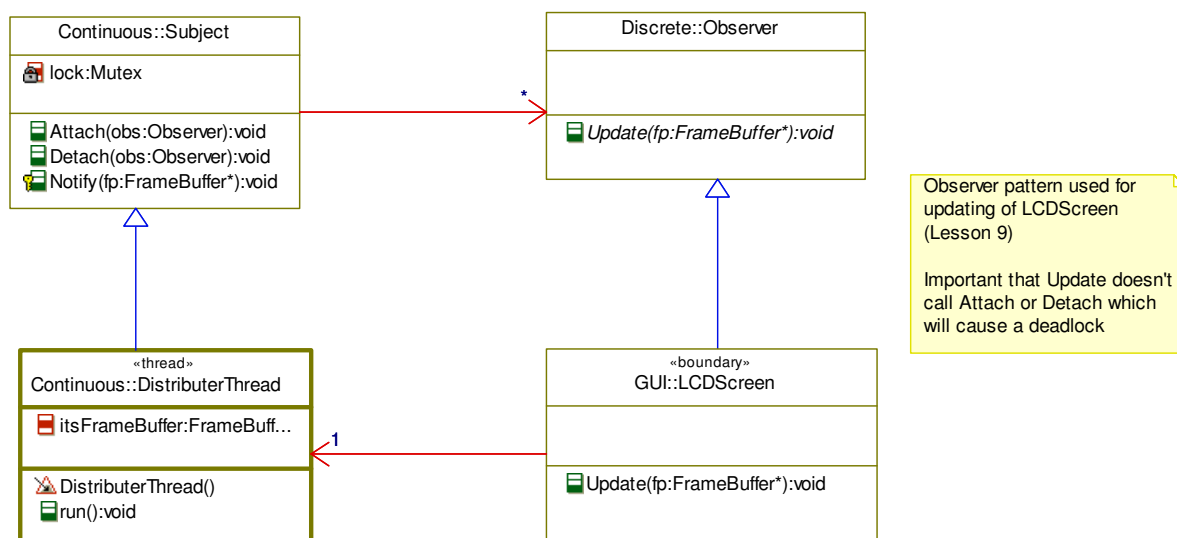 Continuous::Subject
lock:Mutex
Attach(obs:Observer):void
Detach(obs:Observer):void
Notify(fp:FrameBuffer*):void
*
Discrete::Observer
Update(fp:FrameBuffer*):void
Observer pattern used for
updating of LCDScreen
(Lesson 9)
Important that Update doesn't
call Attach or Detach which
will cause a deadlock
«thread»
Continuous::DistributerThread
itsFrameBuffer:FrameBuff...
DistributerThread()
run():void
1
«boundary»
GUI::LCDScreen
Update(fp:FrameBuffer*):void